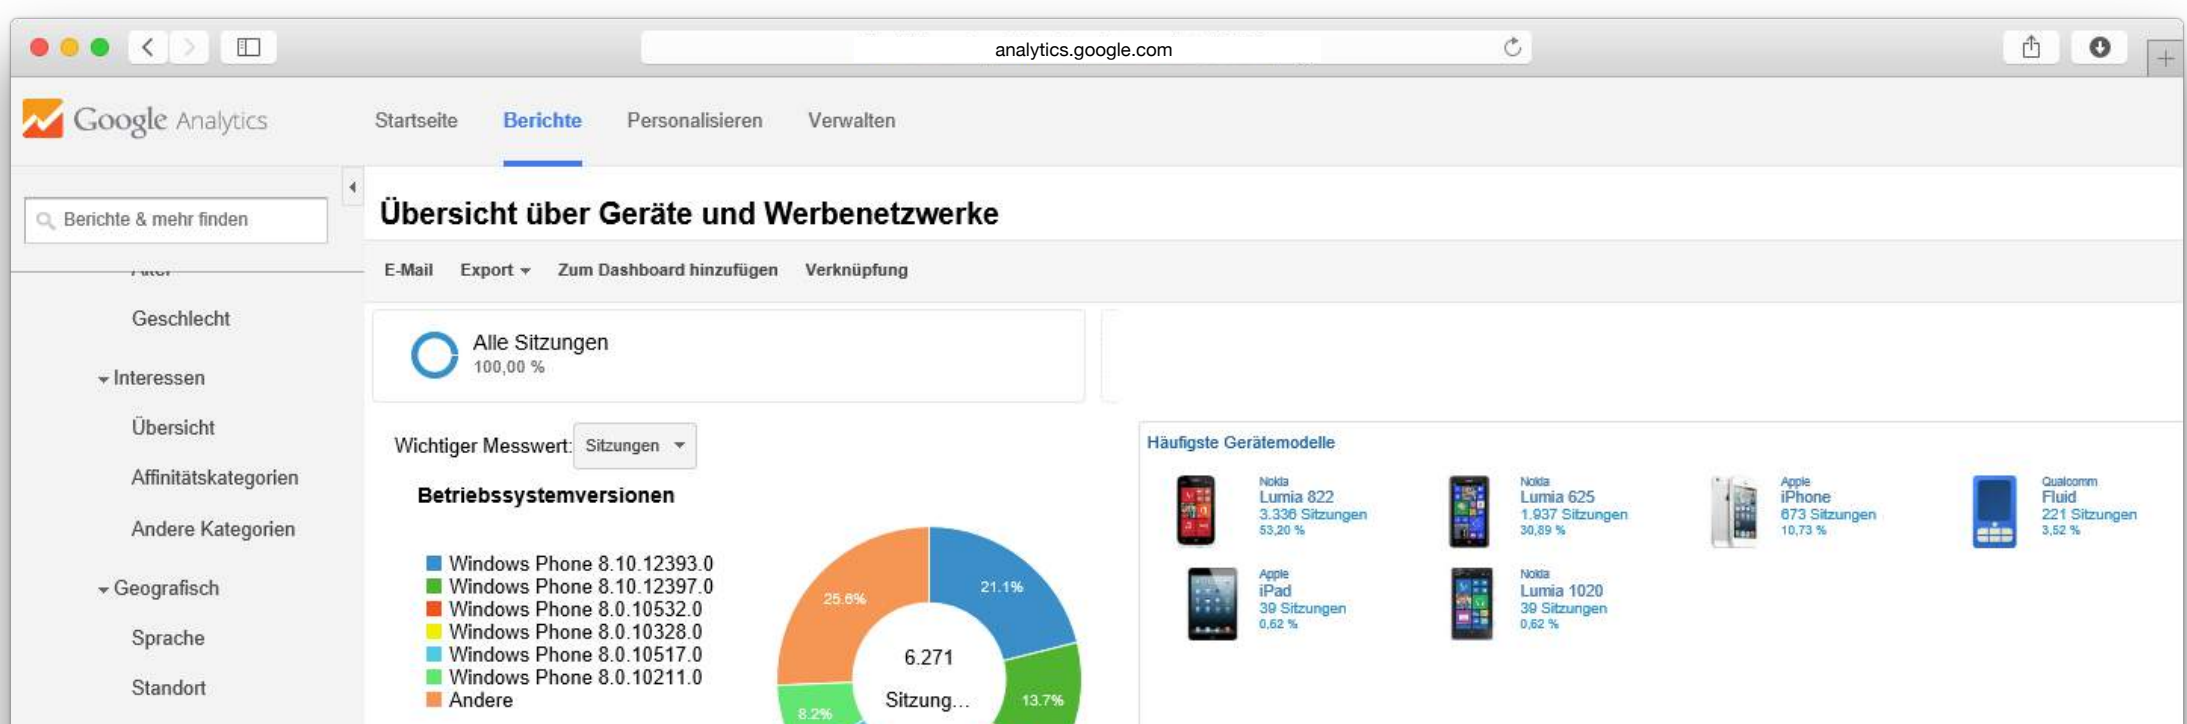 analytics.google.com
Google Analytics
Startseite Berichte Personalisieren Verwalten
Berichte & mehr finden
Übersicht über Geräte und Werbenetzwerke
E-Mail Export Zum Dashboard hinzufügen Verknüpfung
Geschlecht
Interessen
Übersicht
Affinitätskategorien
Andere Kategorien
Geografisch
Sprache
Standort
Alle Sitzungen
100,00 %
Wichtiger Messwert: Sitzungen
Betriebssystemversionen
Windows Phone 8.10.12393.0
Windows Phone 8.10.12397.0
Windows Phone 8.0.10532.0
Windows Phone 8.0.10328.0
Windows Phone 8.0.10517.0
Windows Phone 8.0.10211.0
Andere
25.6%
21.1%
6.271
Sitzung...
13.7%
8.2%
Häufigste Gerätemodelle
Nokia
Lumia 822
3.336 Sitzungen
53,20 %
Nokia
Lumia 625
1.937 Sitzungen
30,89 %
Apple
iPhone
673 Sitzungen
10,73 %
Qualcomm
Fluid
221 Sitzungen
3,52 %
Apple
iPad
39 Sitzungen
0,62 %
Nokia
Lumia 1020
39 Sitzungen
0,62 %